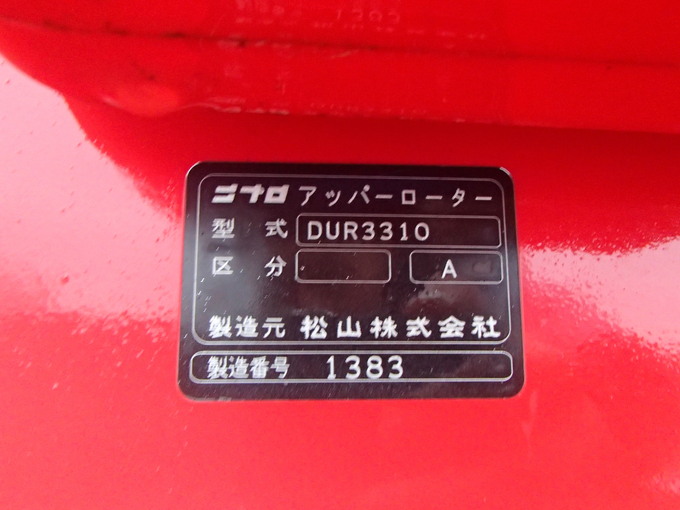 ニプロ アッパーローター
型式 DUR3310
区分 A
製造元 松山株式会社
製造番号 1383